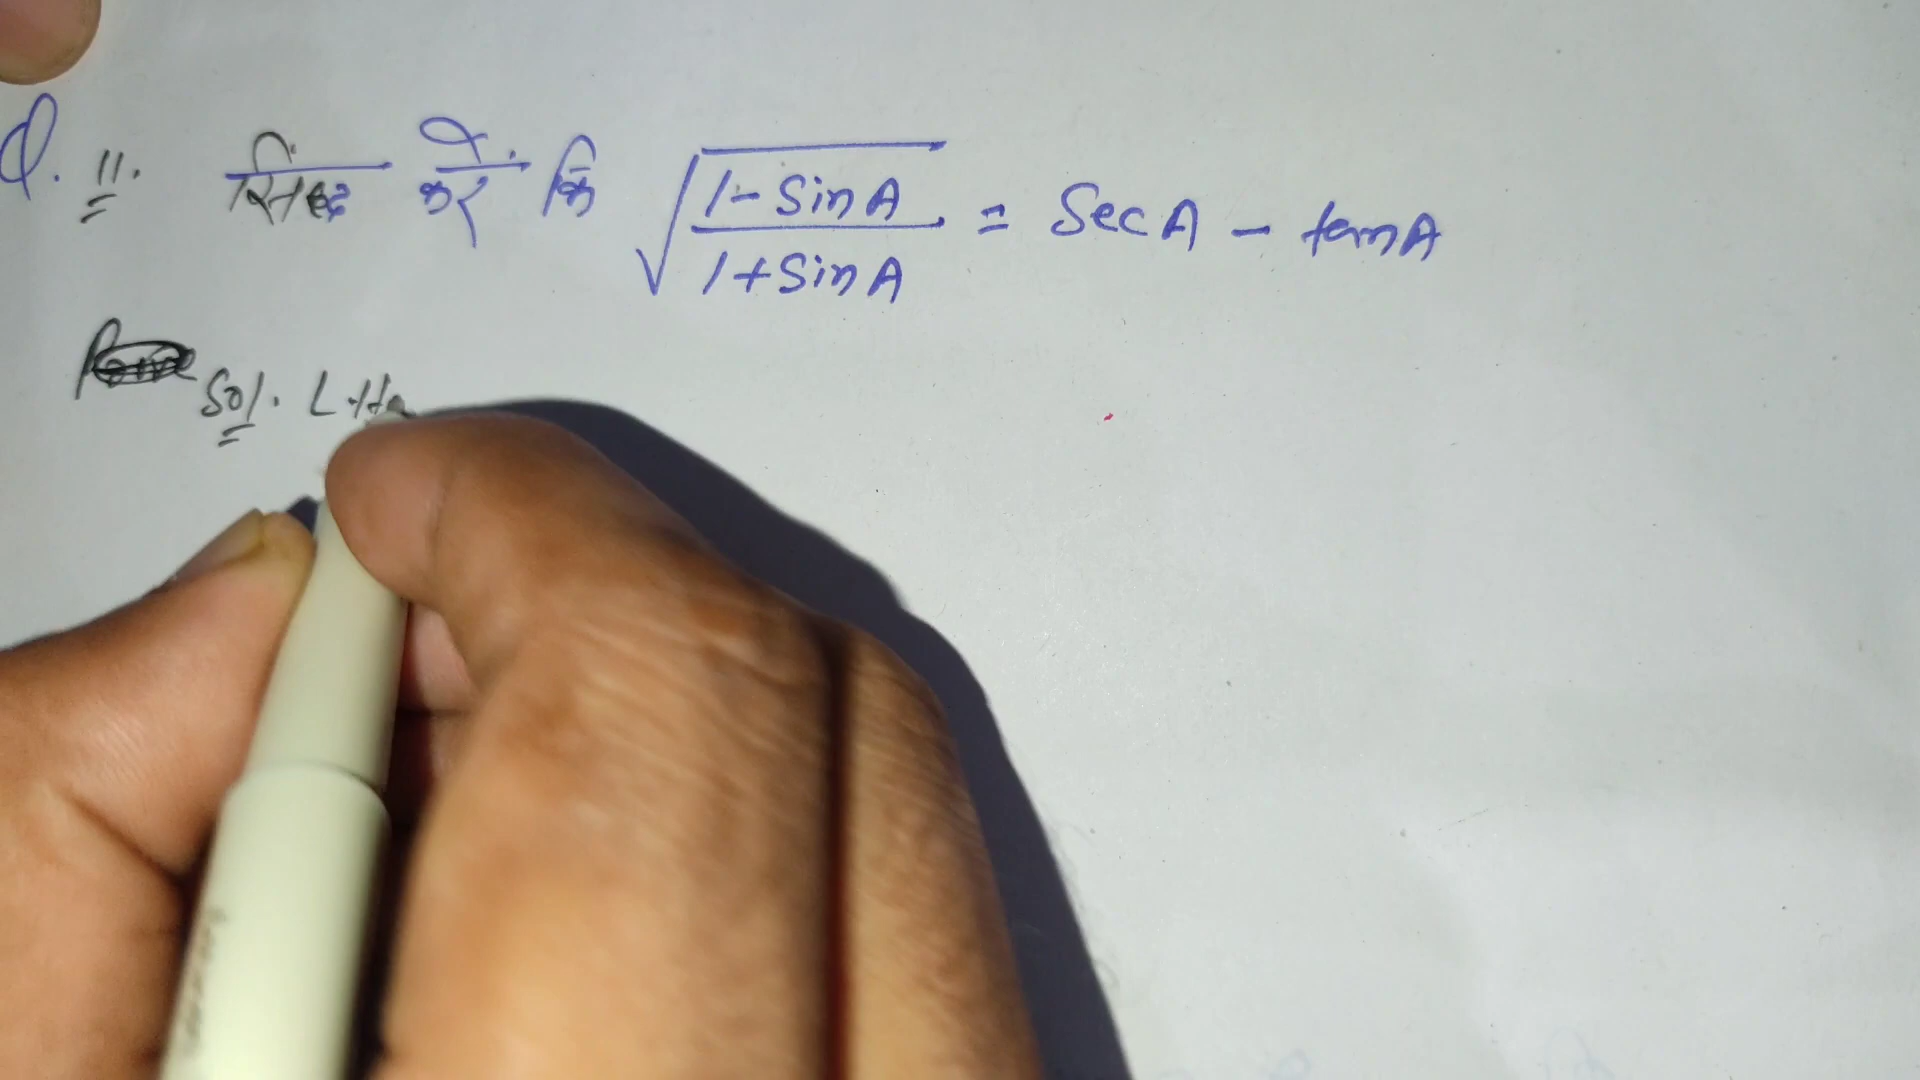 Q. 11. सिद्ध करें कि √(1-SinA / 1+SinA) = SecA - tanA
Sol. L.H.